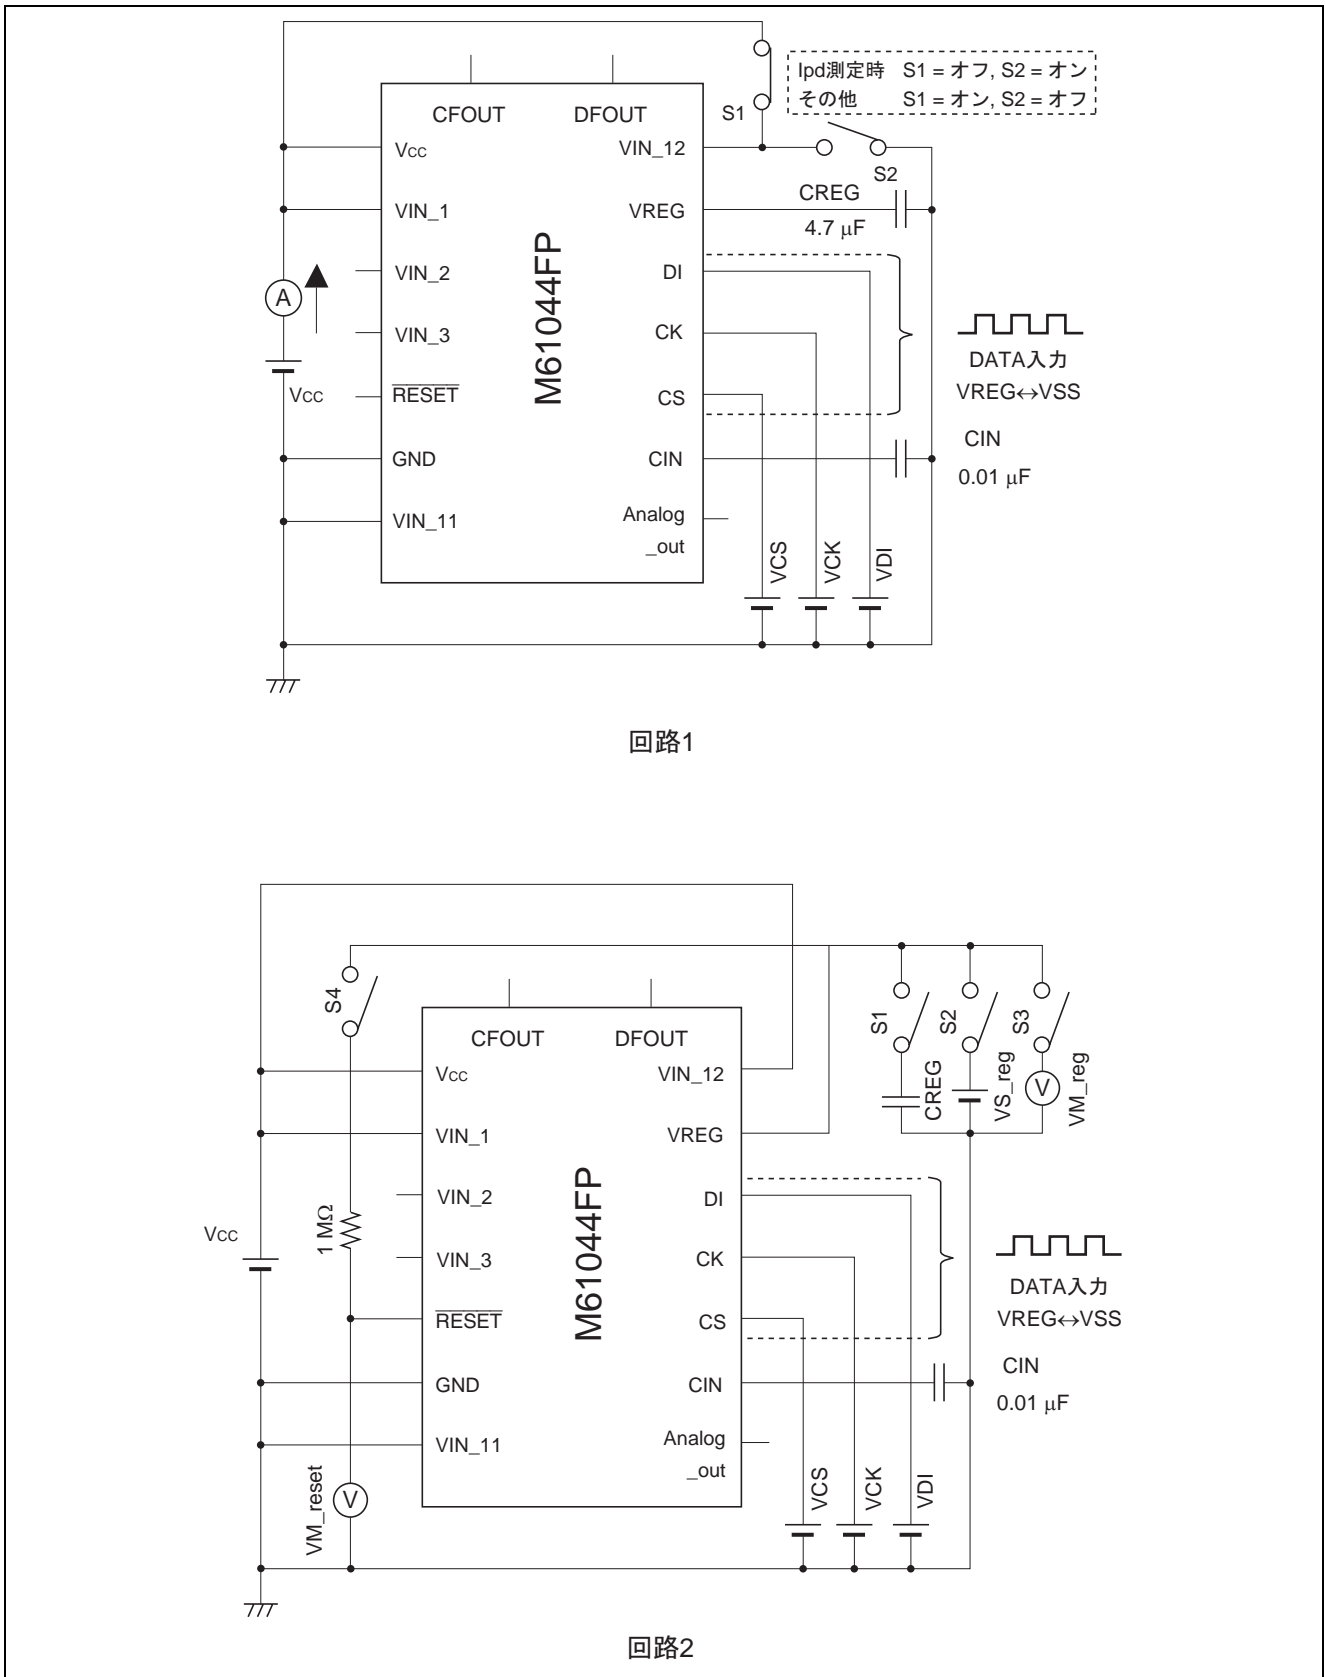 Ipd測定時 S1 = オフ, S2 = オン
その他 S1 = オン, S2 = オフ
S1
S2
CFOUT DFOUT
Vcc VIN_12
CREG
4.7 μF
VIN_1 VREG
VIN_2 DI
A
VIN_3 CK
Vcc
RESET CS
GND CIN
VIN_11 Analog
_out
M61044FP
DATA入力
VREG↔VSS
CIN
0.01 μF
VCS
VCK
VDI
回路1
S4
S1
S2
S3
CREG
VS_reg
V
VM_reg
CFOUT DFOUT
Vcc VIN_12
VIN_1 VREG
VIN_2 DI
Vcc
1 MΩ
VIN_3 CK
RESET CS
GND CIN
VIN_11 Analog
_out
M61044FP
DATA入力
VREG↔VSS
CIN
0.01 μF
VM_reset
V
VCS
VCK
VDI
回路2